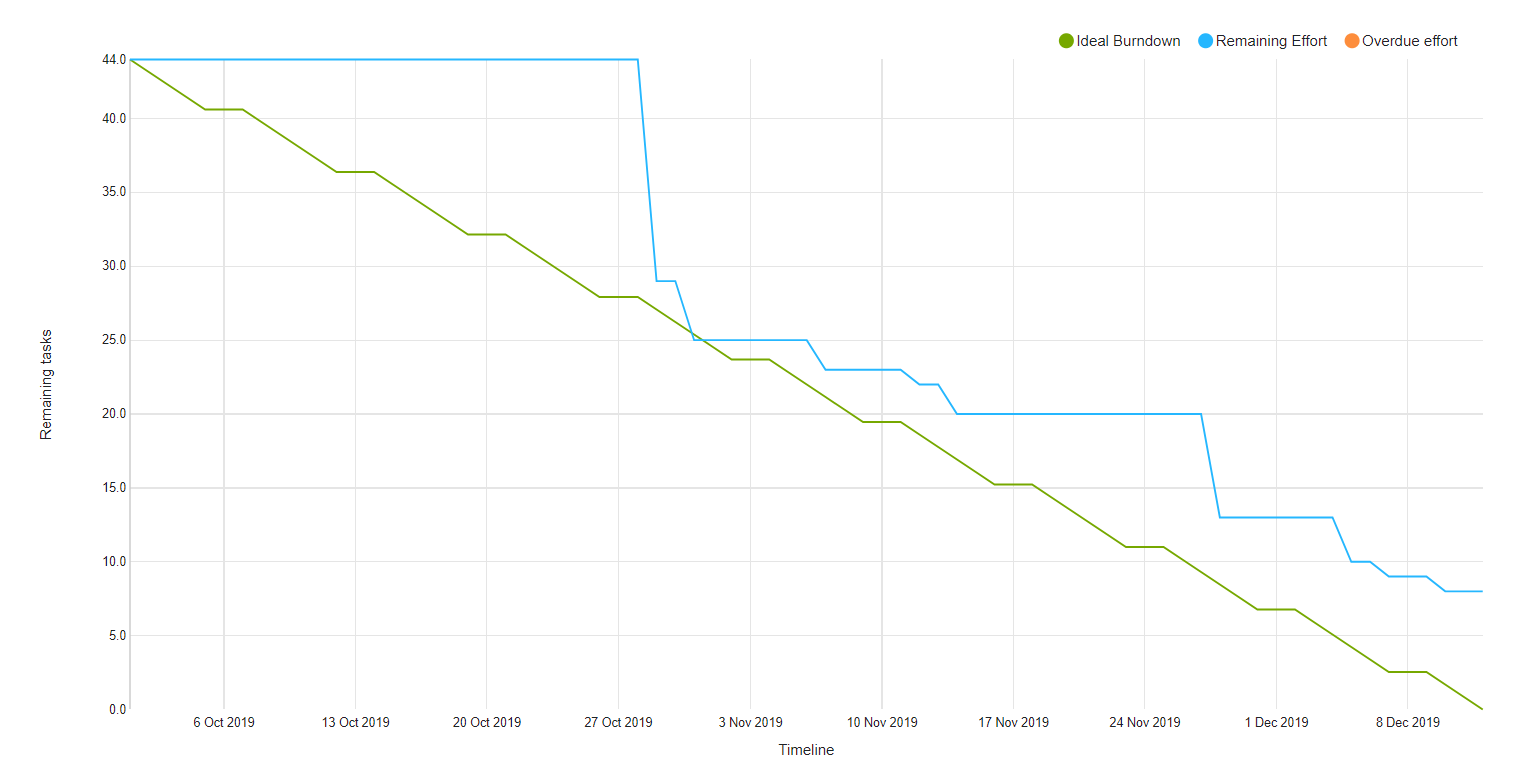 Ideal Burndown Remaining Effort Overdue effort
44.0
40.0
35.0
30.0
25.0
20.0
15.0
10.0
5.0
0.0
Remaining tasks
6 Oct 2019 13 Oct 2019 20 Oct 2019 27 Oct 2019 3 Nov 2019 10 Nov 2019 17 Nov 2019 24 Nov 2019 1 Dec 2019 8 Dec 2019
Timeline